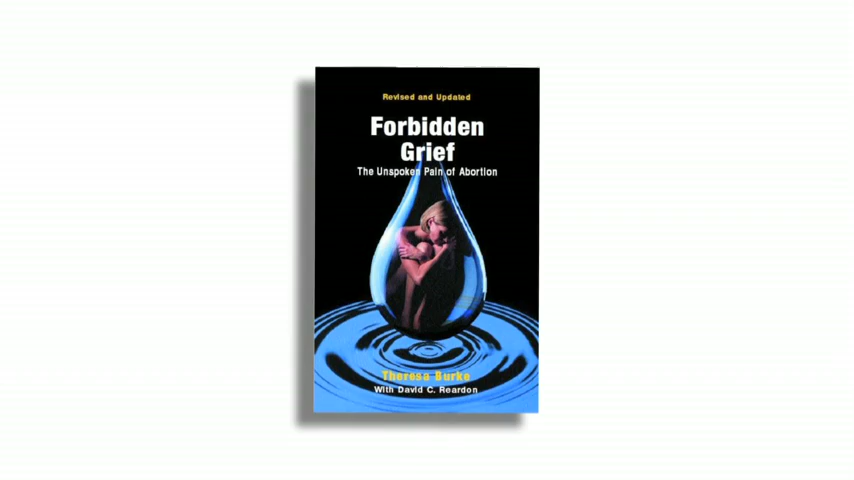 Revised and Updated
Forbidden
Grief
The Unspoken Pain of Abortion
Theresa Burke
With David C. Reardon